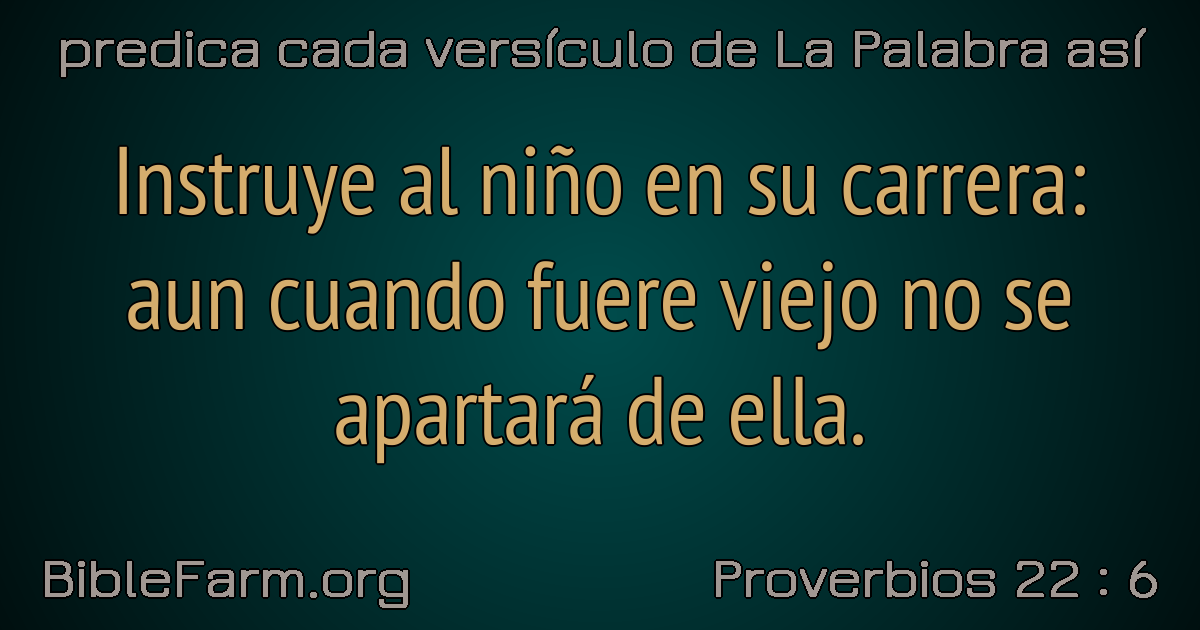 predica cada versículo de La Palabra así
Instruye al niño en su carrera:
aun cuando fuere viejo no se
apartará de ella.
BibleFarm.org
Proverbios 22 : 6